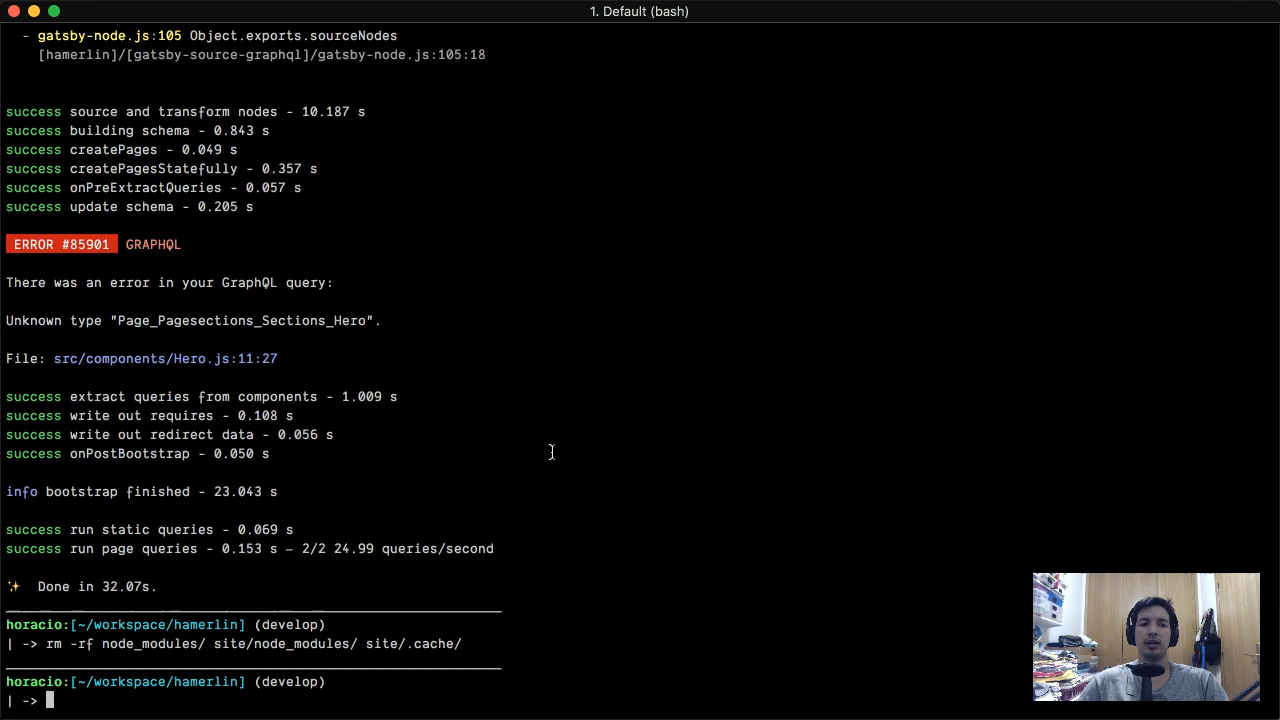 1. Default (bash)
- gatsby-node.js:105 Object.exports.sourceNodes
[hamerlin]/[gatsby-source-graphql]/gatsby-node.js:105:18
success source and transform nodes - 10.187 s
success building schema - 0.843 s
success createPages - 0.049 s
success createPagesStatefully - 0.357 s
success onPreExtractQueries - 0.057 s
success update schema - 0.205 s
ERROR #85901 GRAPHQL
There was an error in your GraphQL query:
Unknown type "Page_Pagesections_Sections_Hero".
File: src/components/Hero.js:11:27
success extract queries from components - 1.009 s
success write out requires - 0.108 s
success write out redirect data - 0.056 s
success onPostBootstrap - 0.050 s
info bootstrap finished - 23.043 s
success run static queries - 0.069 s
success run page queries - 0.153 s — 2/2 24.99 queries/second
✨ Done in 32.07s.
horacio:[~/workspace/hamerlin] (develop)
| -> rm -rf node_modules/ site/node_modules/ site/.cache/
horacio:[~/workspace/hamerlin] (develop)
| ->